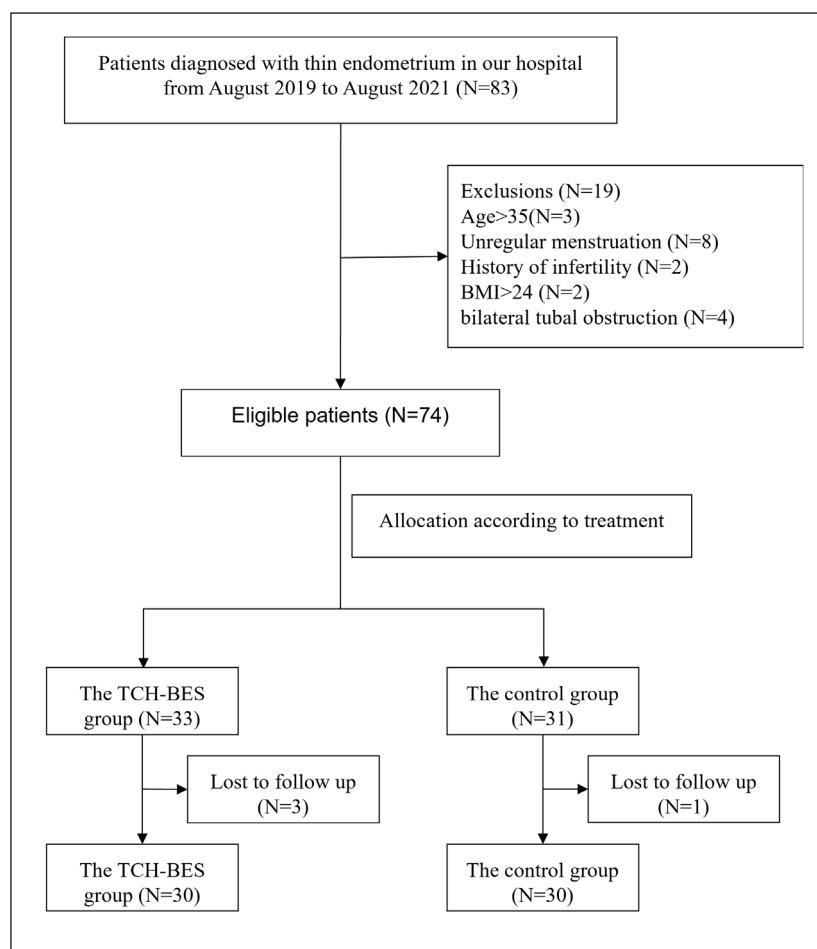 Patients diagnosed with thin endometrium in our hospital
from August 2019 to August 2021 (N=83)
Exclusions (N=19)
Age>35(N=3)
Unregular menstruation (N=8)
History of infertility (N=2)
BMI>24 (N=2)
bilateral tubal obstruction (N=4)
Eligible patients (N=74)
Allocation according to treatment
The TCH-BES
group (N=33)
The control group
(N=31)
Lost to follow up
(N=3)
Lost to follow up
(N=1)
The TCH-BES
group (N=30)
The control group
(N=30)